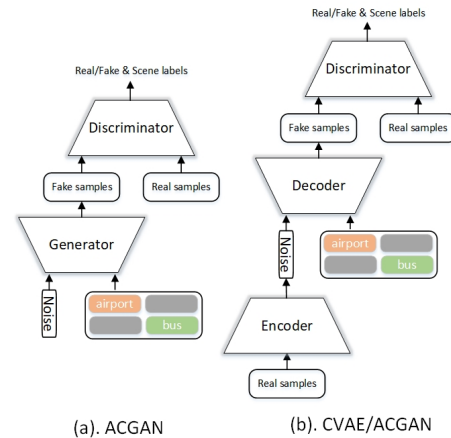 Real/Fake & Scene labels
Discriminator
Fake samples
Real samples
Generator
Noise
airport
bus
(a). ACGAN
Real/Fake & Scene labels
Discriminator
Fake samples
Real samples
Decoder
Noise
airport
bus
Encoder
Real samples
(b). CVAE/ACGAN